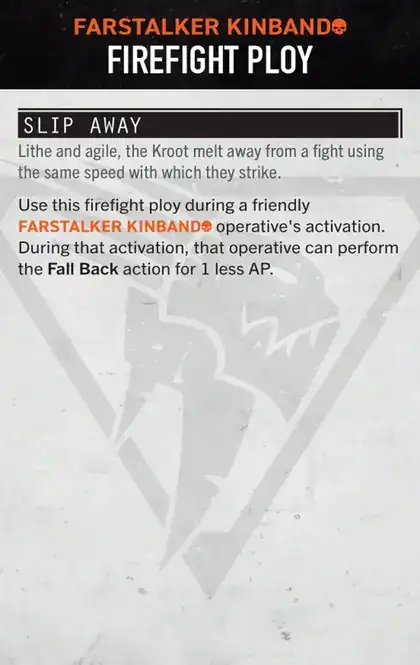 FARSTALKER KINBAND
FIREFIGHT PLOY
SLIP AWAY
Lithe and agile, the Kroot melt away from a fight using
the same speed with which they strike.
Use this firefight ploy during a friendly
FARSTALKER KINBAND operative's activation.
During that activation, that operative can perform
the Fall Back action for 1 less AP.